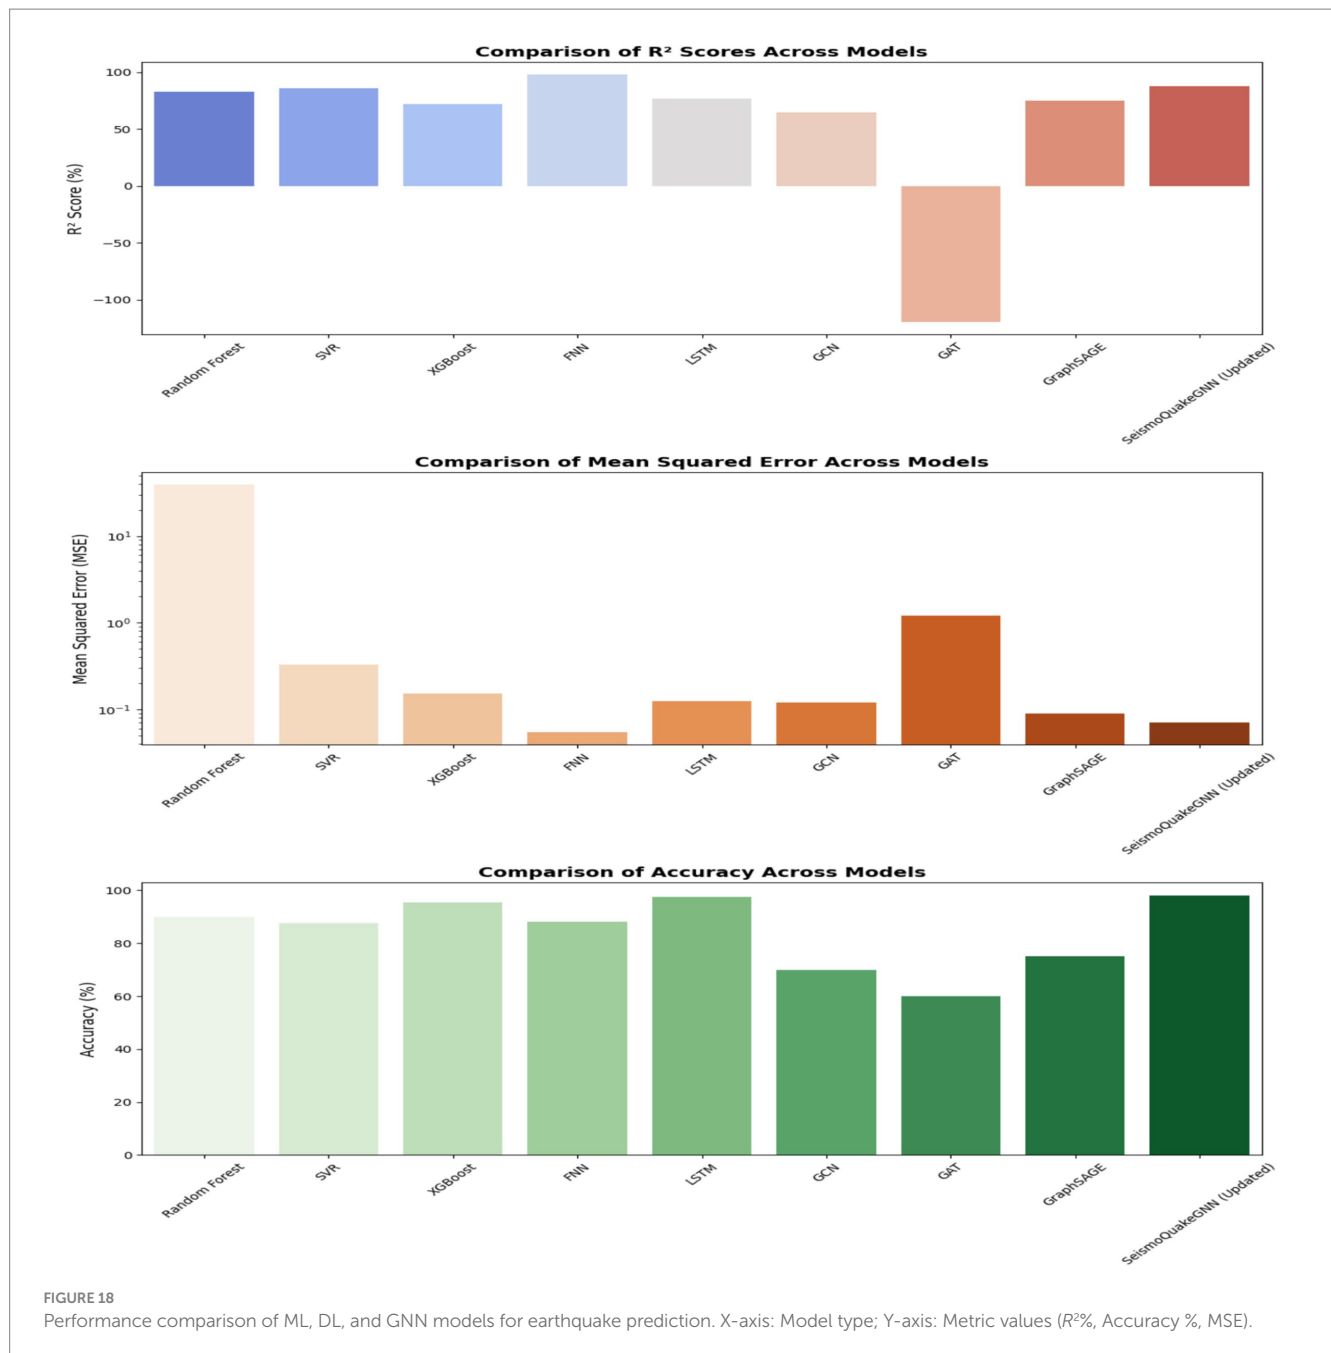 Comparison of R² Scores Across Models
100
50
0
−50
−100
R² Score (%)
Random Forest
SVR
XGBoost
FNN
LSTM
GCN
GAT
GraphSAGE
SeismoQuakeGNN (Updated)
Comparison of Mean Squared Error Across Models
10¹
10⁰
10⁻¹
Mean Squared Error (MSE)
Random Forest
SVR
XGBoost
FNN
LSTM
GCN
GAT
GraphSAGE
SeismoQuakeGNN (Updated)
Comparison of Accuracy Across Models
100
80
60
40
20
0
Accuracy (%)
Random Forest
SVR
XGBoost
FNN
LSTM
GCN
GAT
GraphSAGE
SeismoQuakeGNN (Updated)
FIGURE 18
Performance comparison of ML, DL, and GNN models for earthquake prediction. X-axis: Model type; Y-axis: Metric values (R²%, Accuracy %, MSE).